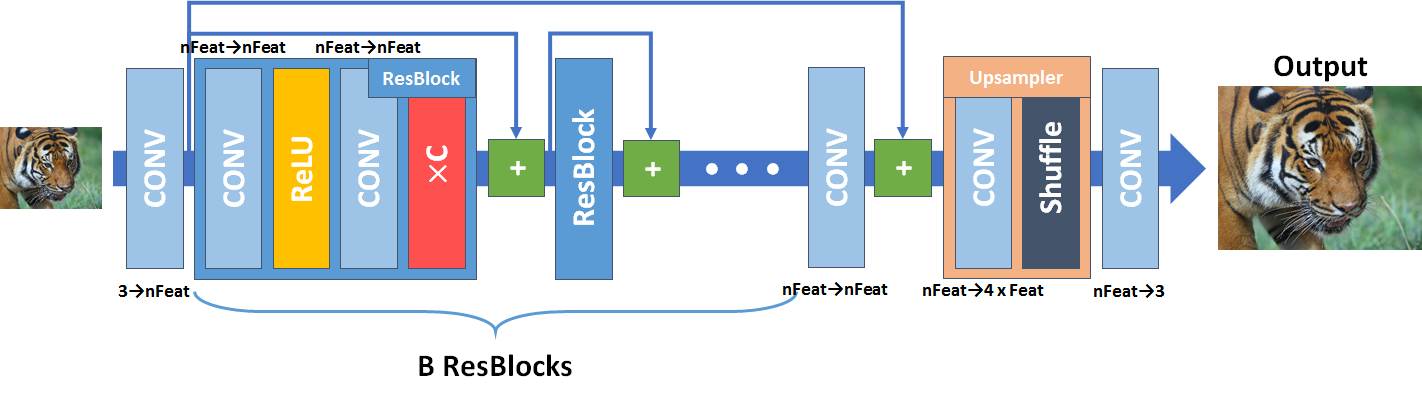 nFeat→nFeat
nFeat→nFeat
ResBlock
CONV
CONV
ReLU
CONV
×C
+
ResBlock
+
CONV
+
Upsampler
CONV
Shuffle
CONV
Output
3→nFeat
nFeat→nFeat
nFeat→4 x Feat
nFeat→3
B ResBlocks